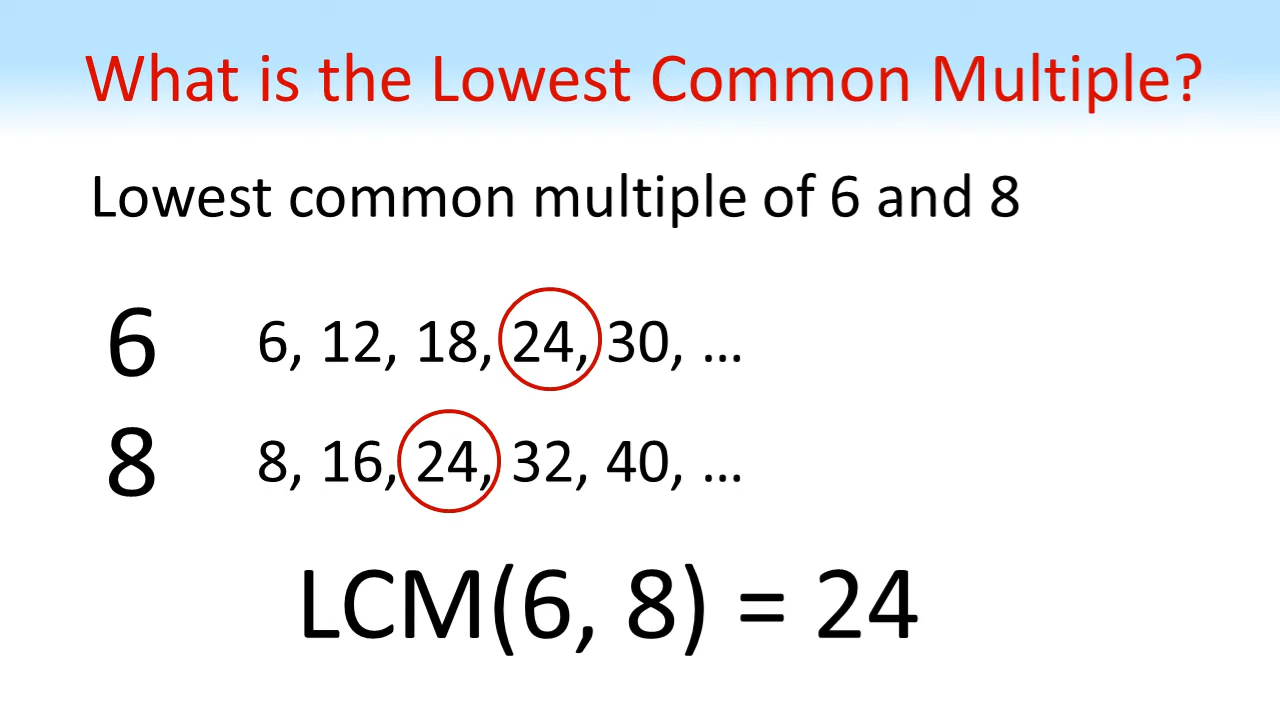 What is the Lowest Common Multiple?
Lowest common multiple of 6 and 8
6 6, 12, 18, 24, 30, ...
8 8, 16, 24, 32, 40, ...
LCM(6, 8) = 24